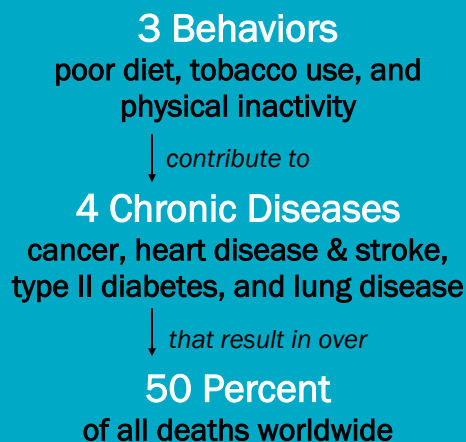 3 Behaviors
poor diet, tobacco use, and
physical inactivity
contribute to
4 Chronic Diseases
cancer, heart disease & stroke,
type II diabetes, and lung disease
that result in over
50 Percent
of all deaths worldwide